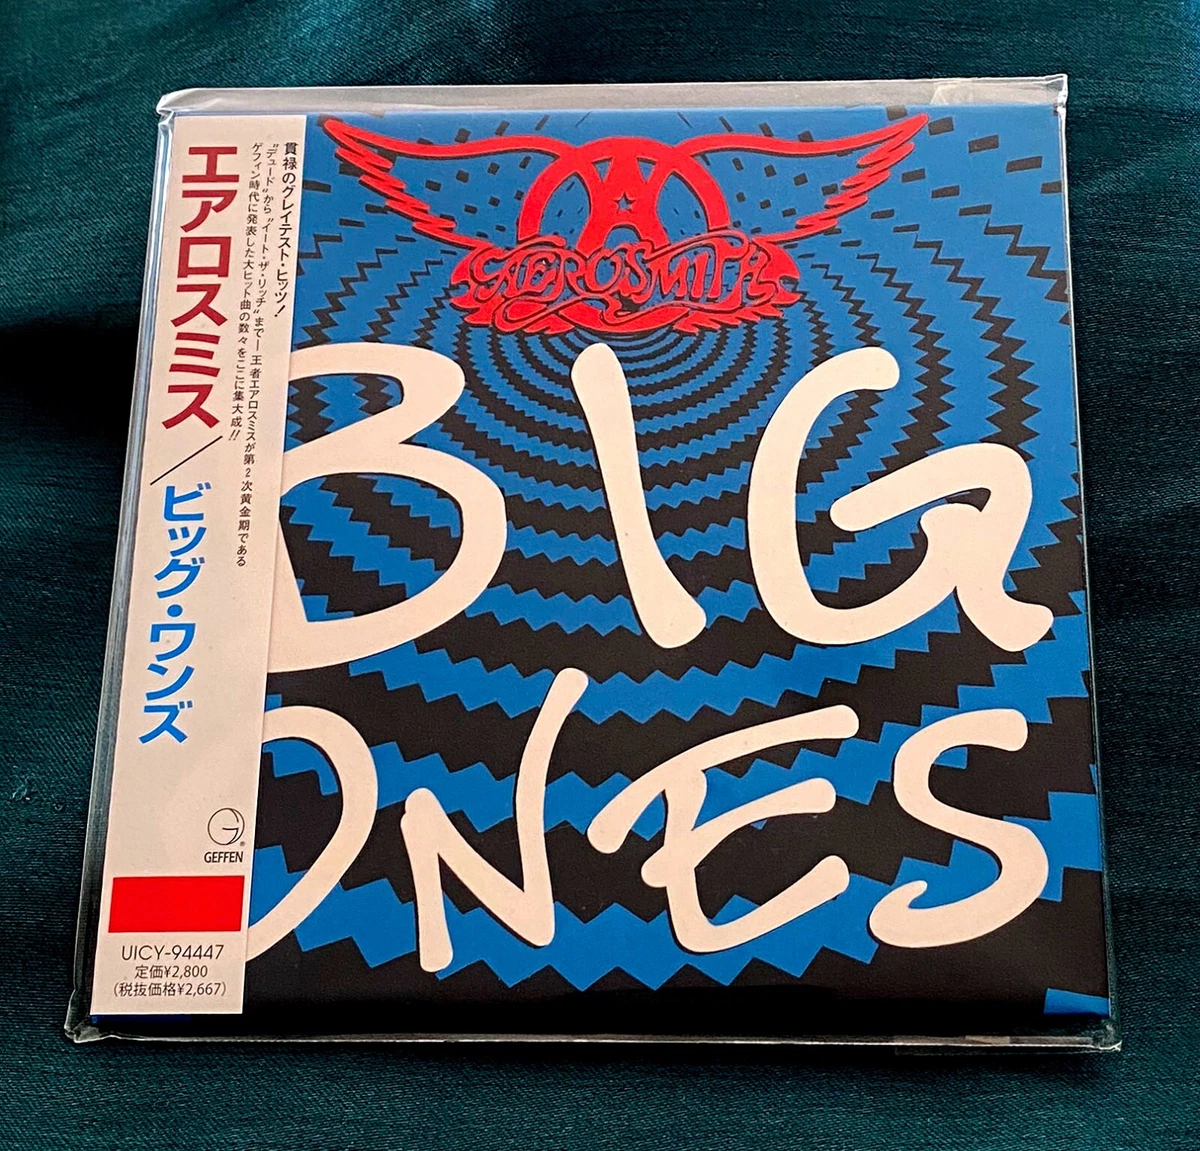 エアロスミス／ビッグ・ワンズ
貫禄のグレイテスト・ヒッツ！
“デュード”から“イート・ザ・リッチ”まで─王者エアロスミスが第2次黄金期である
ゲフィン時代に発表した大ヒット曲の数々をここに集大成!!
G
®
GEFFEN
UICY-94447
定価¥2,800
(税抜価格¥2,667)
A
AEROSMITH
BIG
ONES